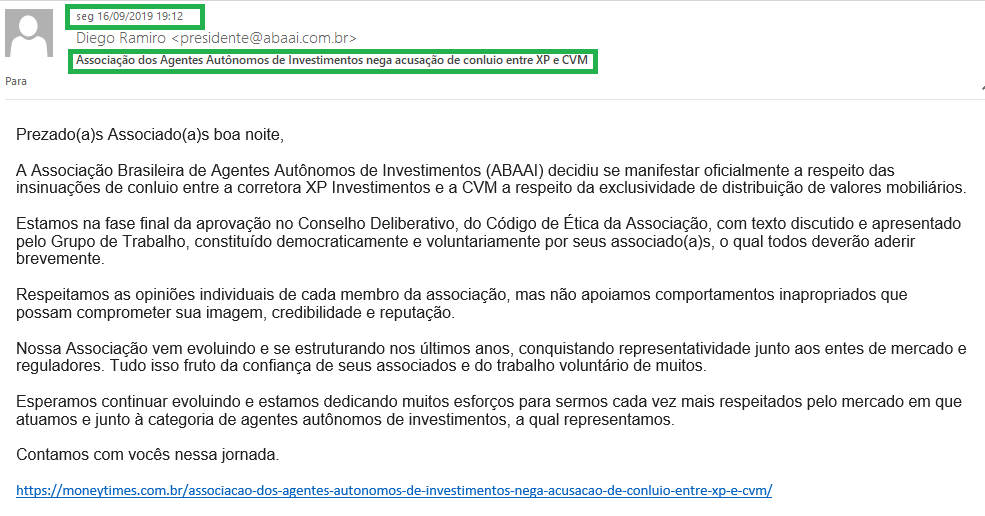 seg 16/09/2019 19:12
Diego Ramiro <presidente@abaai.com.br>
Associação dos Agentes Autônomos de Investimentos nega acusação de conluio entre XP e CVM
Para
Prezado(a)s Associado(a)s boa noite,
A Associação Brasileira de Agentes Autônomos de Investimentos (ABAAI) decidiu se manifestar oficialmente a respeito das
insinuações de conluio entre a corretora XP Investimentos e a CVM a respeito da exclusividade de distribuição de valores mobiliários.
Estamos na fase final da aprovação no Conselho Deliberativo, do Código de Ética da Associação, com texto discutido e apresentado
pelo Grupo de Trabalho, constituído democraticamente e voluntariamente por seus associado(a)s, o qual todos deverão aderir
brevemente.
Respeitamos as opiniões individuais de cada membro da associação, mas não apoiamos comportamentos inapropriados que
possam comprometer sua imagem, credibilidade e reputação.
Nossa Associação vem evoluindo e se estruturando nos últimos anos, conquistando representatividade junto aos entes de mercado e
reguladores. Tudo isso fruto da confiança de seus associados e do trabalho voluntário de muitos.
Esperamos continuar evoluindo e estamos dedicando muitos esforços para sermos cada vez mais respeitados pelo mercado em que
atuamos e junto à categoria de agentes autônomos de investimentos, a qual representamos.
Contamos com vocês nessa jornada.
https://moneytimes.com.br/associacao-dos-agentes-autonomos-de-investimentos-nega-acusacao-de-conluio-entre-xp-e-cvm/